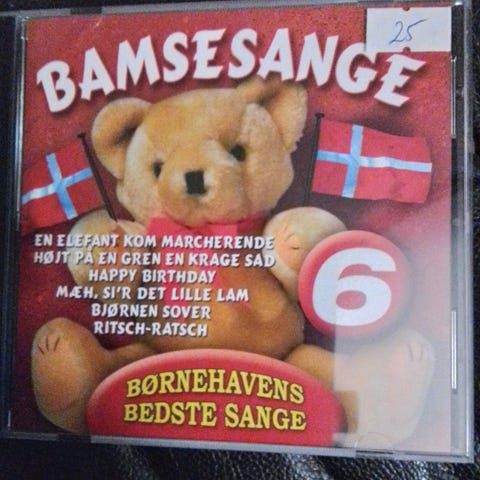 25
BAMSESANGE
EN ELEFANT KOM MARCHERENDE
HØJT PÅ EN GREN EN KRAGE SAD
HAPPY BIRTHDAY
MÆH, SI'R DET LILLE LAM
BJØRNEN SOVER
RITSCH-RATSCH
6
BØRNEHAVENS
BEDSTE SANGE